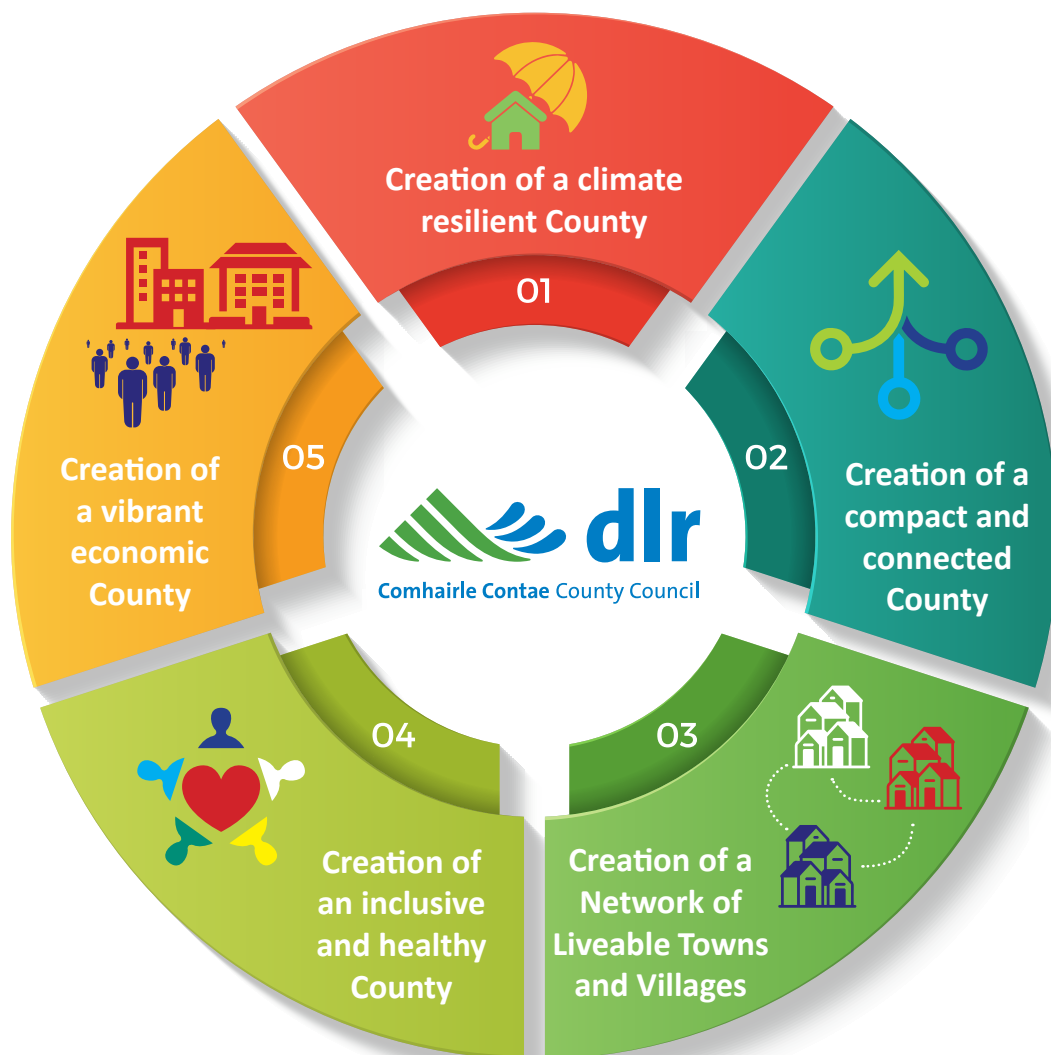 Creation of a climate
resilient County
01
02
Creation of a
compact and
connected
County
03
Creation of a
Network of
Liveable Towns
and Villages
04
Creation of
an inclusive
and healthy
County
05
Creation of
a vibrant
economic
County
dlr
Comhairle Contae County Council